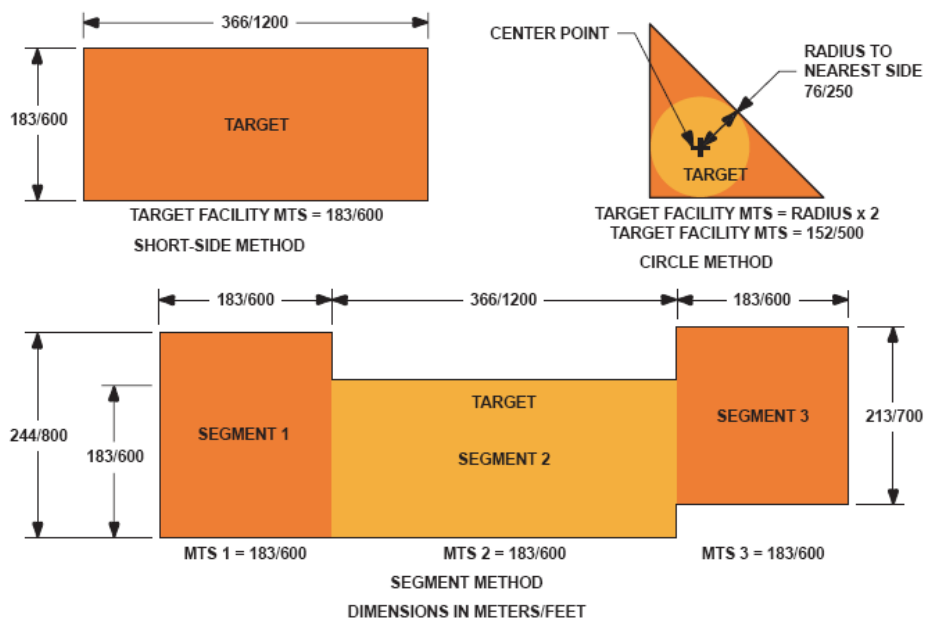 366/1200
183/600
TARGET
TARGET FACILITY MTS = 183/600
SHORT-SIDE METHOD
CENTER POINT
RADIUS TO
NEAREST SIDE
76/250
TARGET
TARGET FACILITY MTS = RADIUS x 2
TARGET FACILITY MTS = 152/500
CIRCLE METHOD
183/600
366/1200
183/600
244/800
183/600
SEGMENT 1
TARGET
SEGMENT 2
SEGMENT 3
213/700
MTS 1 = 183/600
MTS 2 = 183/600
MTS 3 = 183/600
SEGMENT METHOD
DIMENSIONS IN METERS/FEET